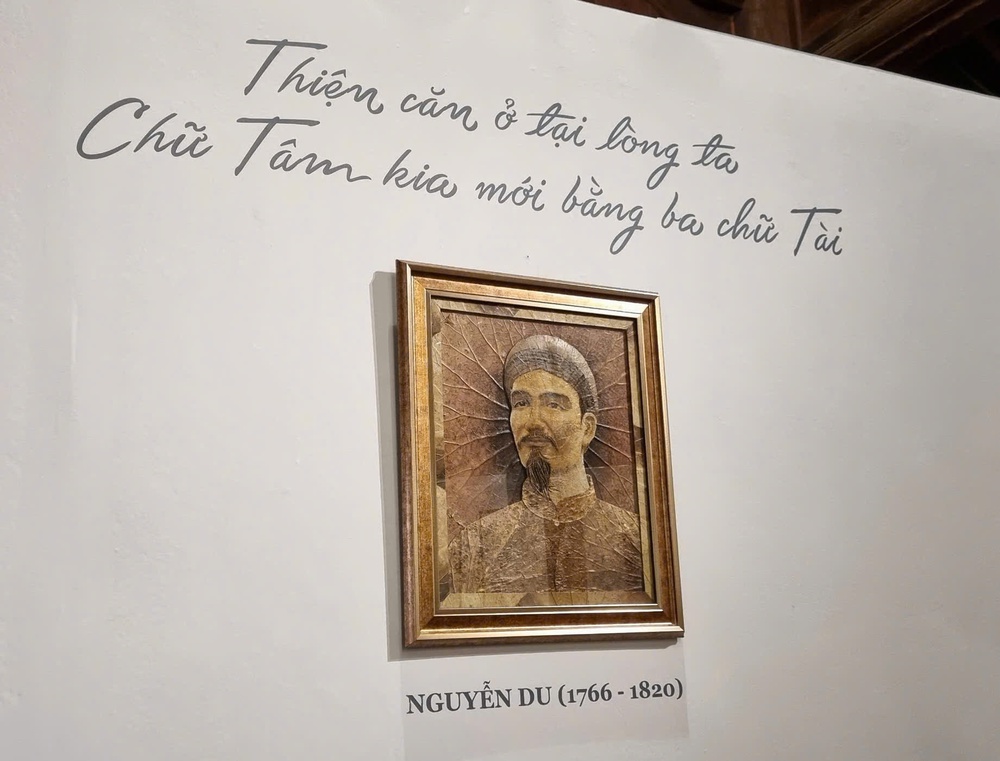 Thiện căn ở tại lòng ta
Chữ Tâm kia mới bằng ba chữ Tài
NGUYỄN DU (1766 - 1820)